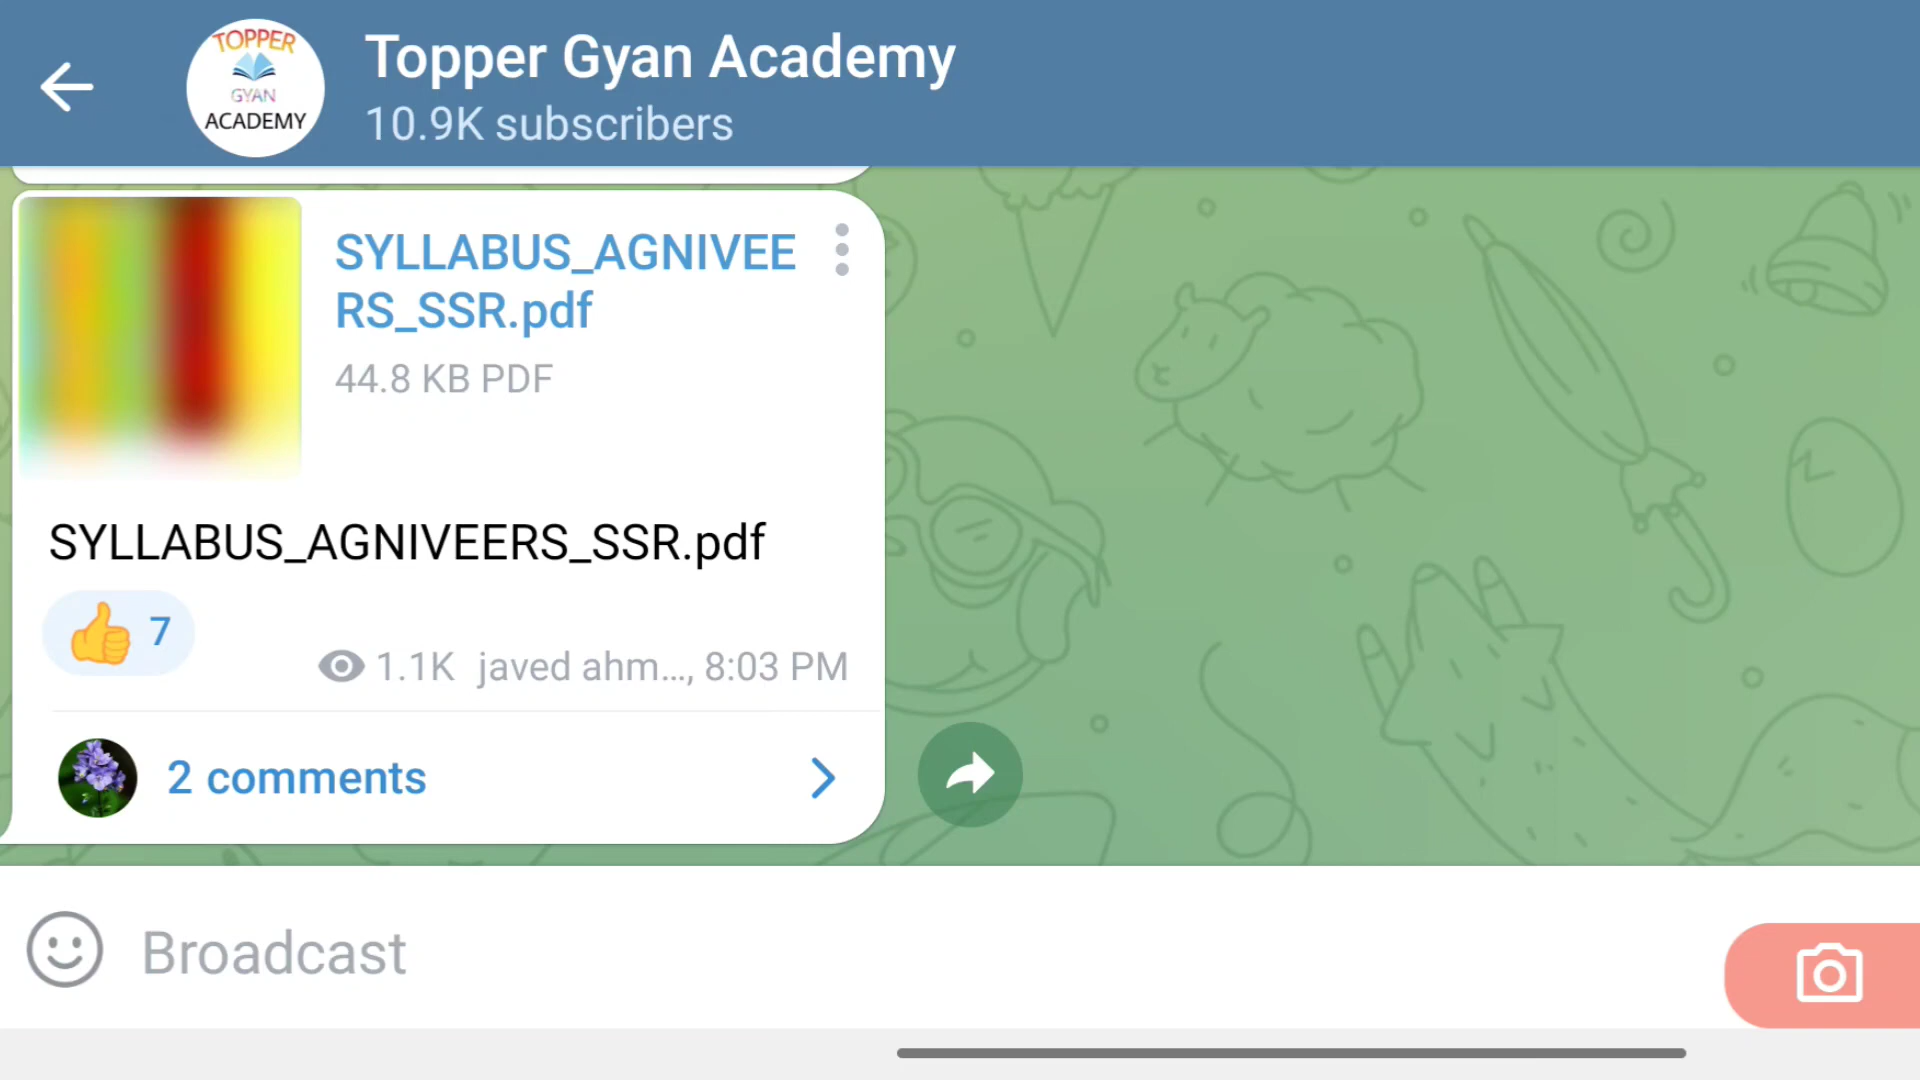 TOPPER
GYAN
ACADEMY
Topper Gyan Academy
10.9K subscribers
SYLLABUS_AGNIVEE
RS_SSR.pdf
44.8 KB PDF
SYLLABUS_AGNIVEERS_SSR.pdf
👍 7
1.1K javed ahm..., 8:03 PM
2 comments
Broadcast